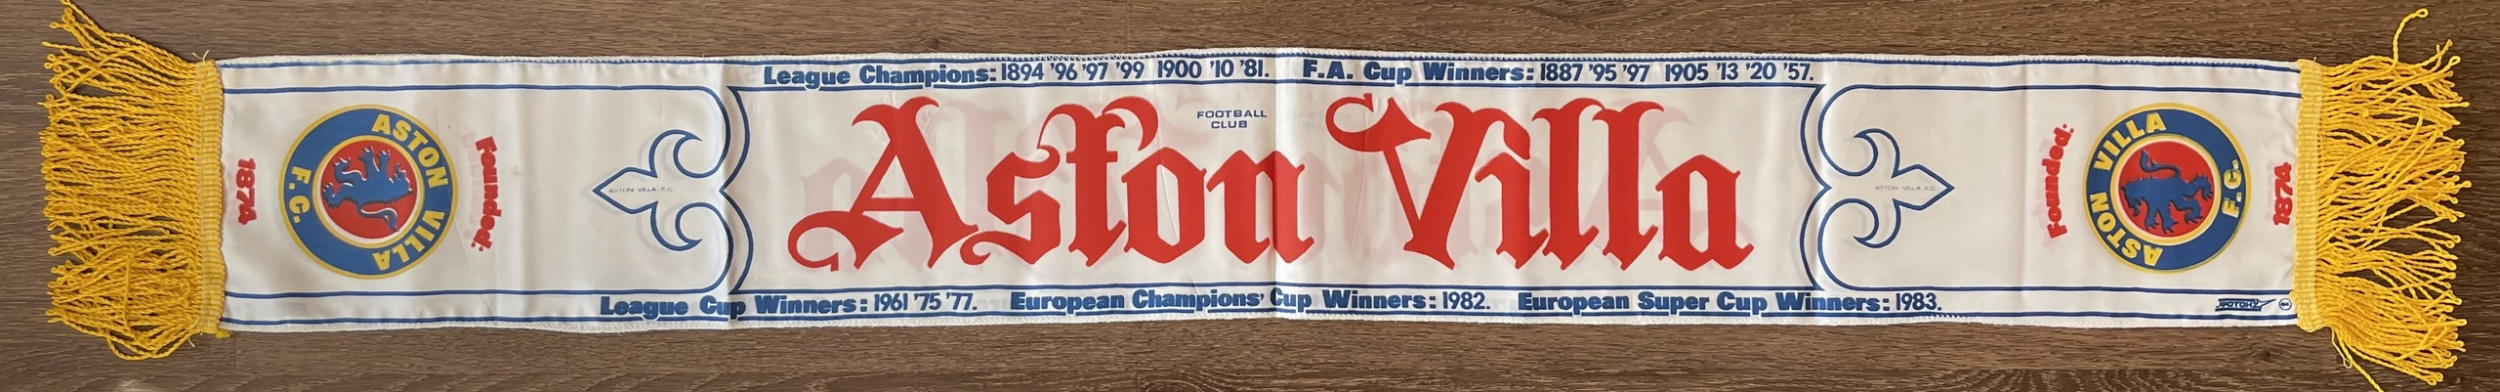 League Champions: 1894 '96 '97 '99 1900 '10 '81. F.A. Cup Winners: 1887 '95 '97 1905 '13 '20 '57.
FOOTBALL
CLUB
Aston Villa
ASTON VILLA F.C.
Founded:
1874
ASTON VILLA F.C.
ASTON VILLA F.C.
ASTON VILLA F.C.
Founded:
1874
League Cup Winners: 1961 '75 '77. European Champions' Cup Winners: 1982. European Super Cup Winners: 1983.